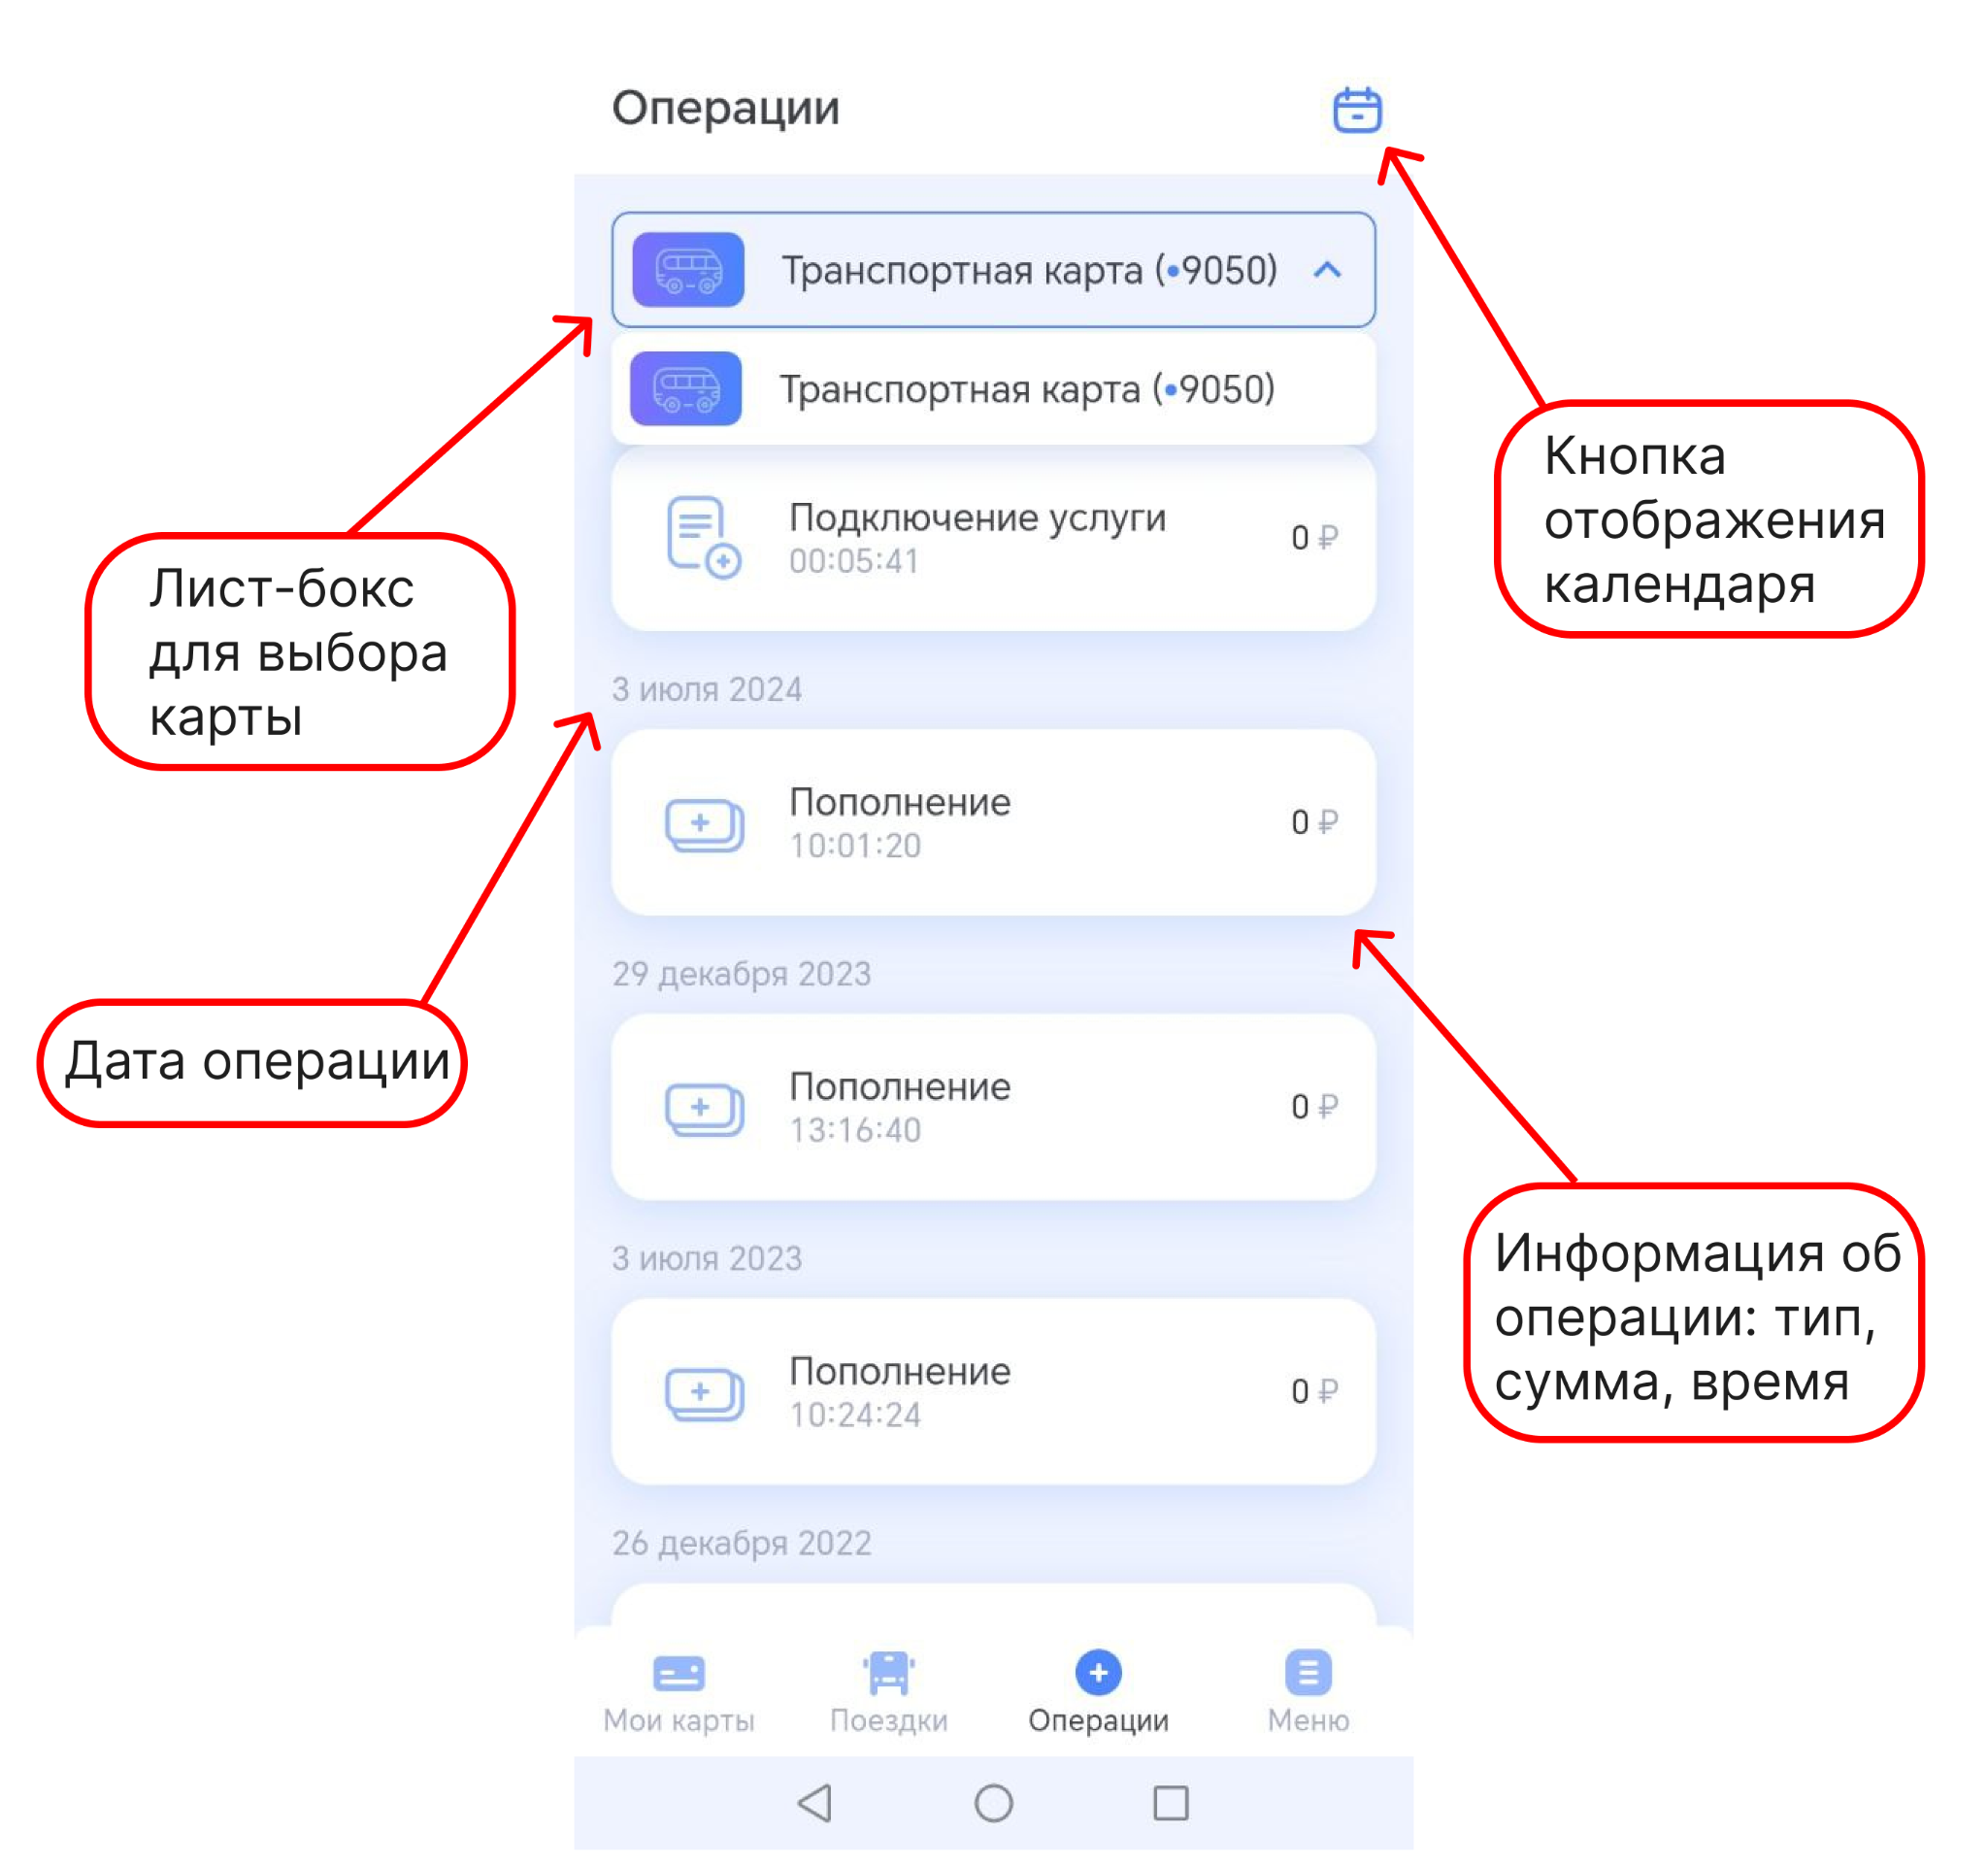 Операции
Транспортная карта (•9050)
Транспортная карта (•9050)
Кнопка
отображения
календаря
Подключение услуги
00:05:41
0 ₽
Лист-бокс
для выбора
карты
3 июля 2024
Пополнение
10:01:20
0 ₽
29 декабря 2023
Дата операции
Пополнение
13:16:40
0 ₽
3 июля 2023
Информация об
операции: тип,
сумма, время
Пополнение
10:24:24
0 ₽
26 декабря 2022
Мои карты
Поездки
Операции
Меню